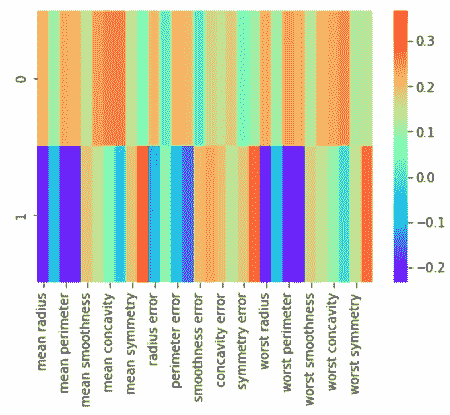 0
1
0.3
0.2
0.1
0.0
−0.1
−0.2
mean radius
mean perimeter
mean smoothness
mean concavity
mean symmetry
radius error
perimeter error
smoothness error
concavity error
symmetry error
worst radius
worst perimeter
worst smoothness
worst concavity
worst symmetry